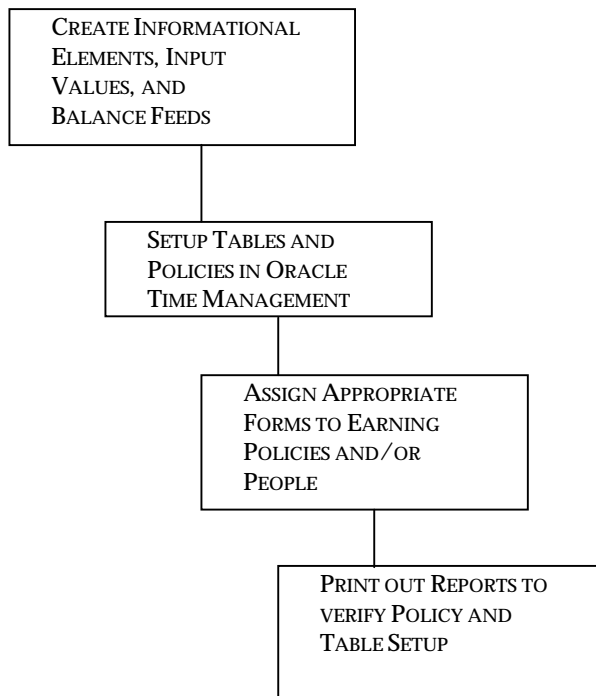 CREATE INFORMATIONAL
ELEMENTS, INPUT
VALUES, AND
BALANCE FEEDS
SETUP TABLES AND
POLICIES IN ORACLE
TIME MANAGEMENT
ASSIGN APPROPRIATE
FORMS TO EARNING
POLICIES AND/OR
PEOPLE
PRINT OUT REPORTS TO
VERIFY POLICY AND
TABLE SETUP